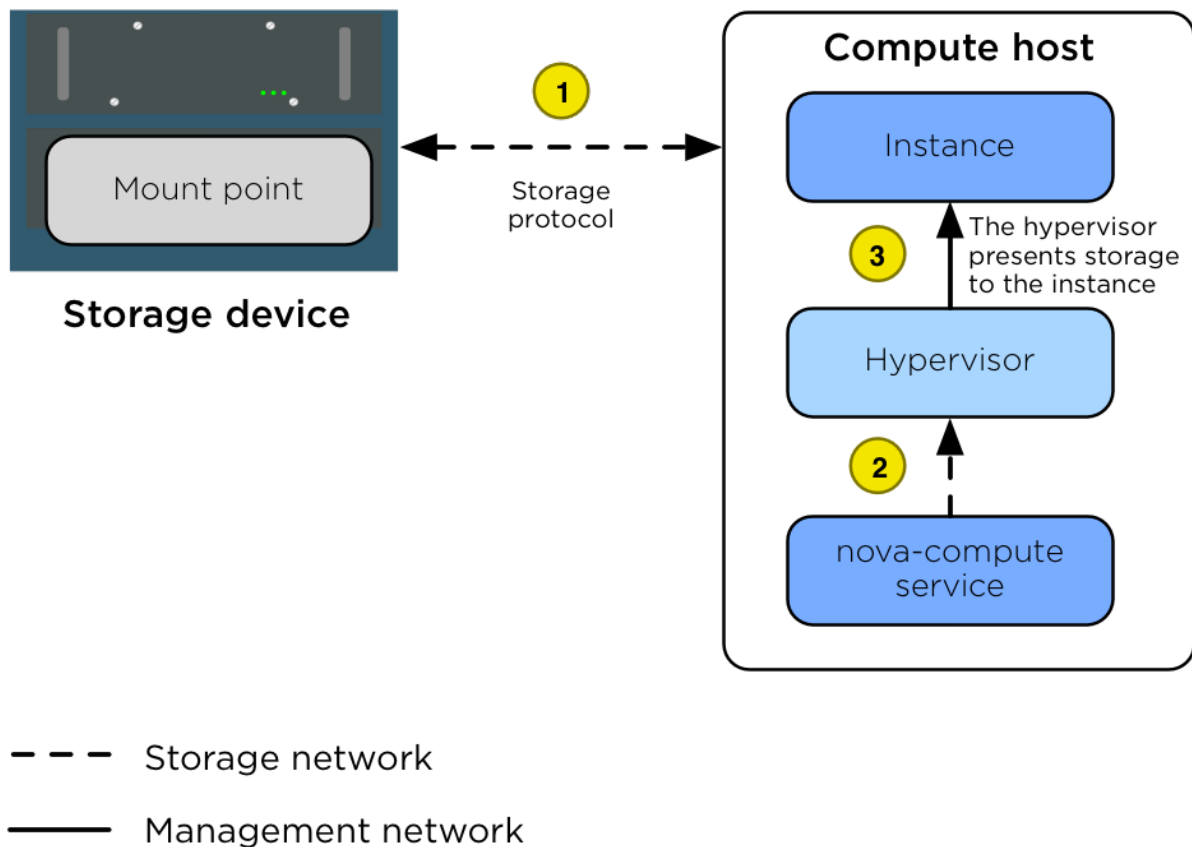 Compute host
1
Instance
Mount point
Storage
protocol
The hypervisor
presents storage
to the instance
3
Storage device
Hypervisor
2
nova-compute
service
Storage network
Management network